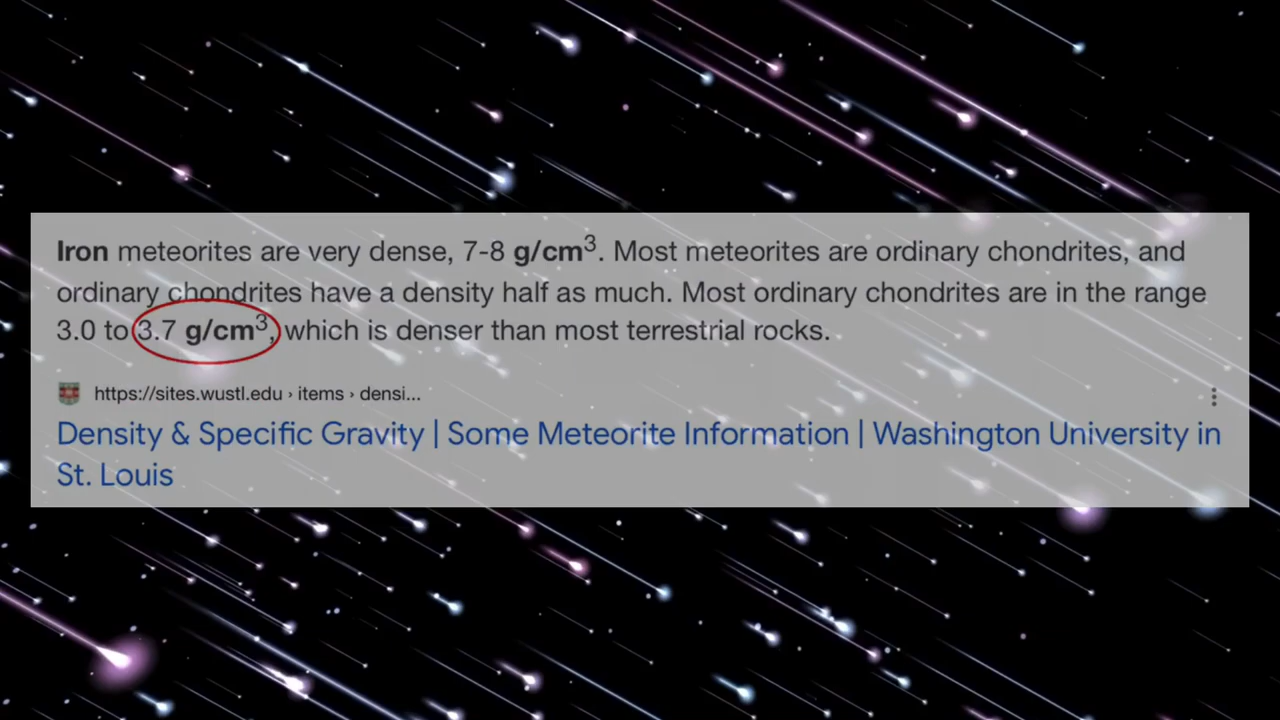 Iron meteorites are very dense, 7-8 g/cm³. Most meteorites are ordinary chondrites, and
ordinary chondrites have a density half as much. Most ordinary chondrites are in the range
3.0 to 3.7 g/cm³, which is denser than most terrestrial rocks.
https://sites.wustl.edu › items › densi...
Density & Specific Gravity | Some Meteorite Information | Washington University in
St. Louis